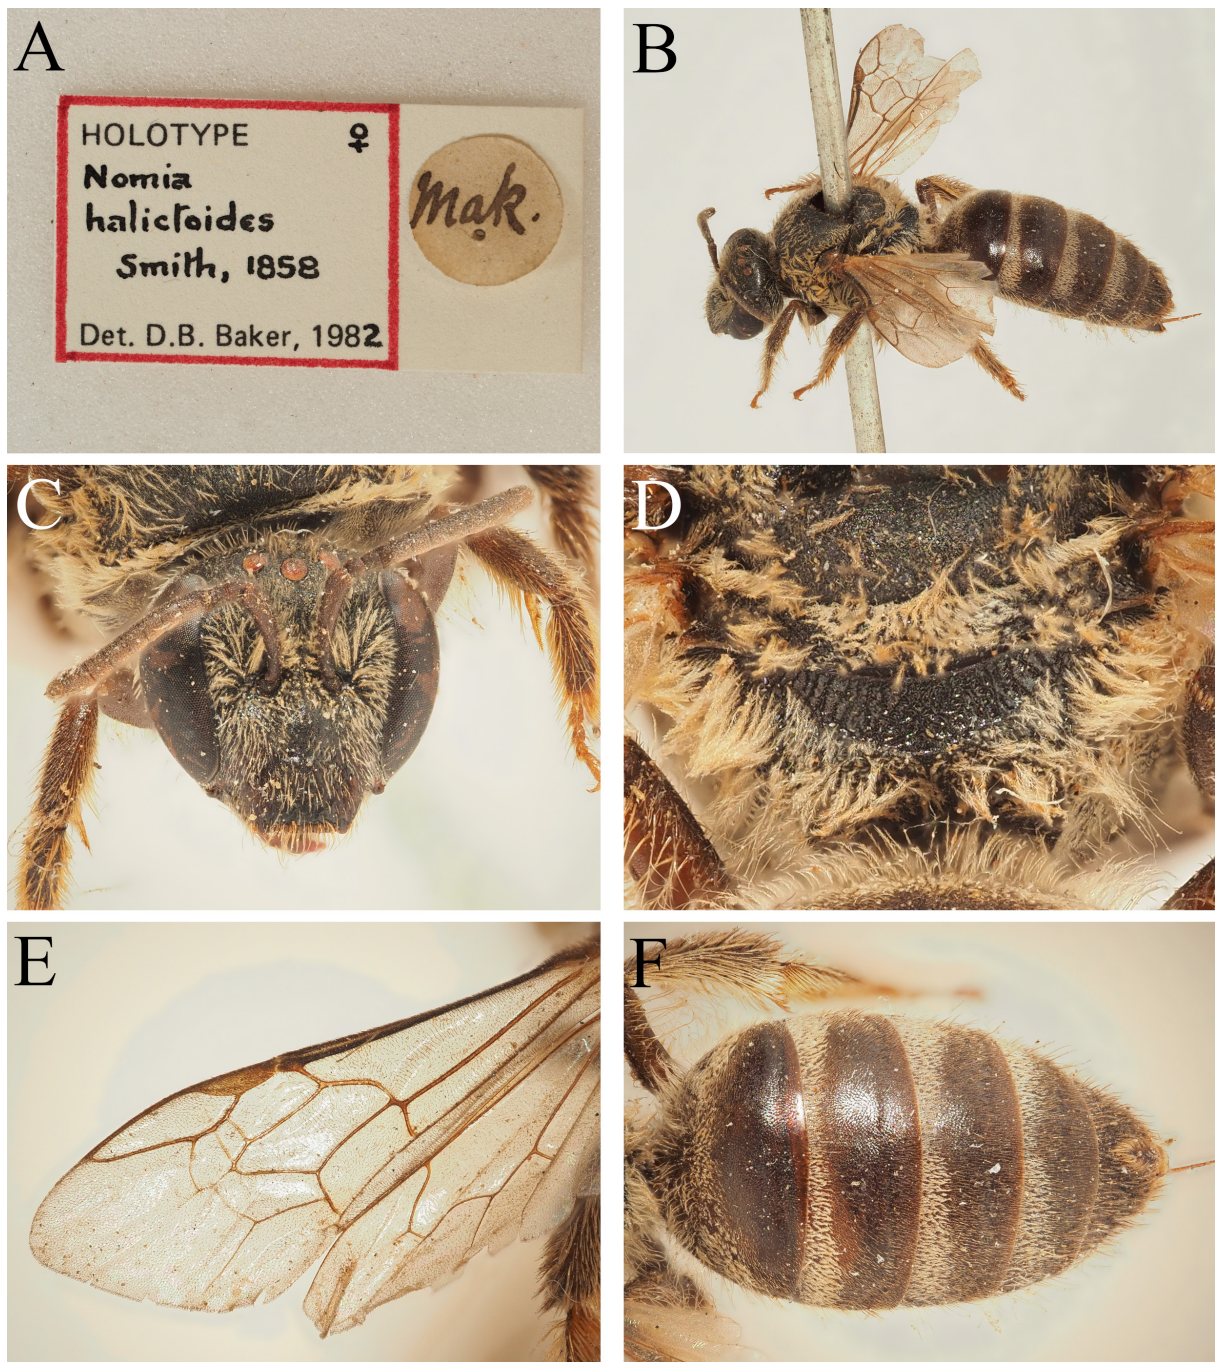 A
HOLOTYPE ♀
Nomia
halictoides
Smith, 1858
Det. D.B. Baker, 1982
Mak.
B
C
D
E
F